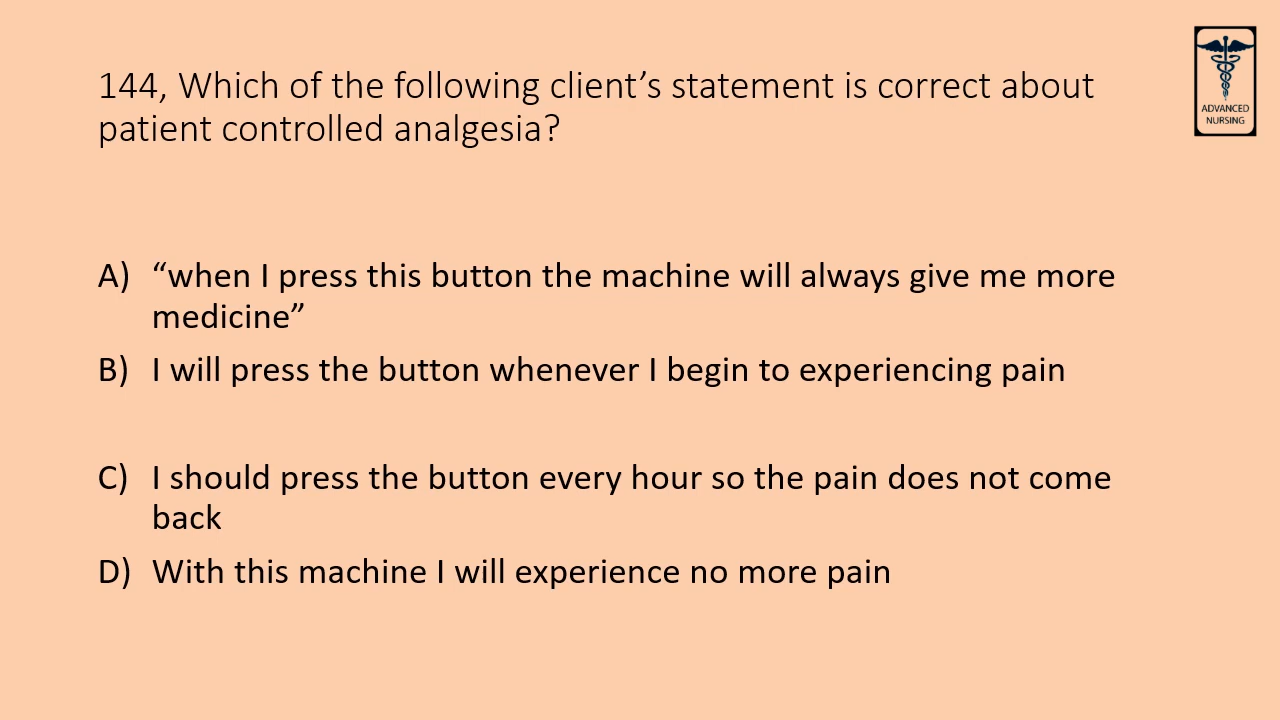 144, Which of the following client’s statement is correct about
patient controlled analgesia?
ADVANCED
NURSING
A) “when I press this button the machine will always give me more
medicine”
B) I will press the button whenever I begin to experiencing pain
C) I should press the button every hour so the pain does not come
back
D) With this machine I will experience no more pain